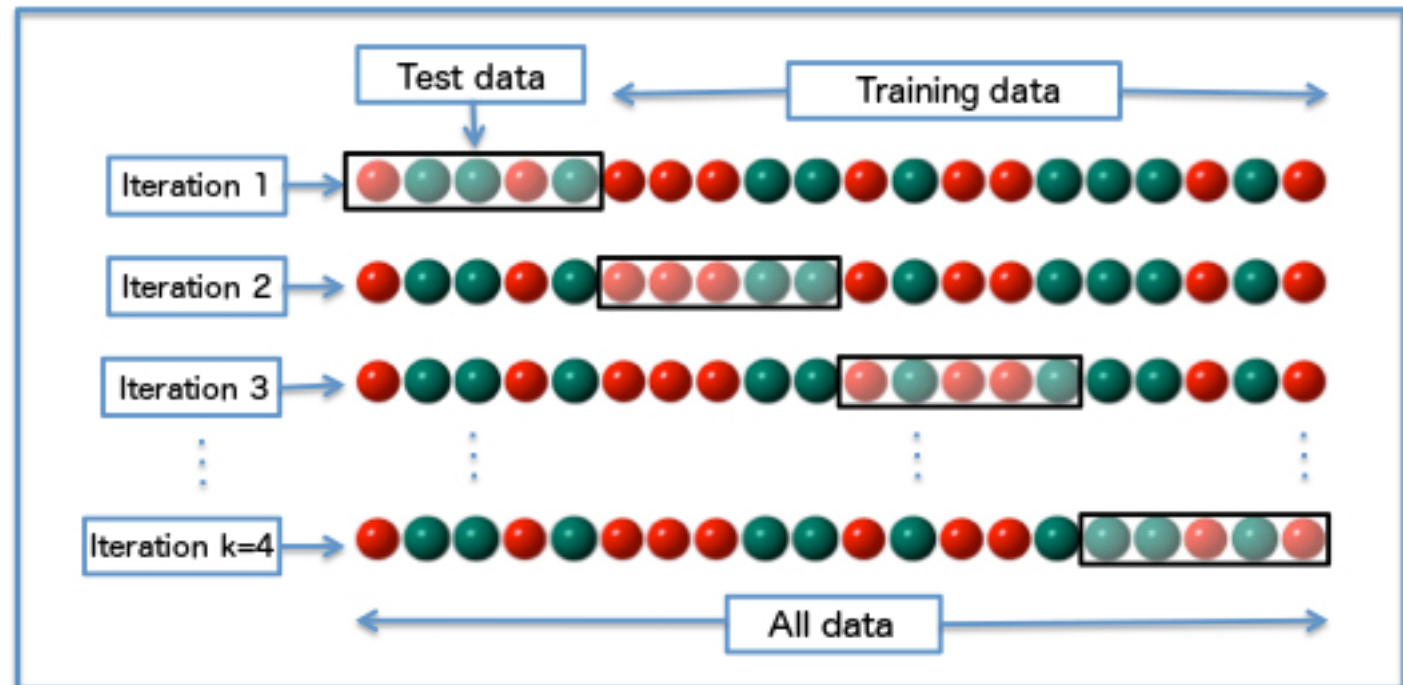 Test data
Training data
Iteration 1
Iteration 2
Iteration 3
Iteration k=4
All data